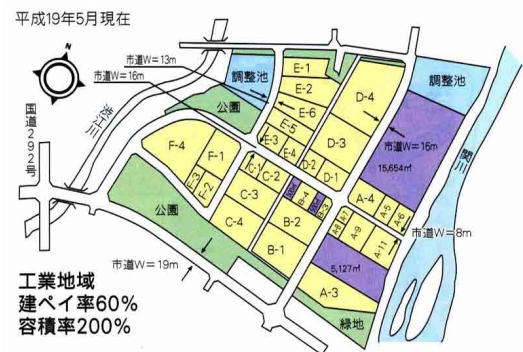 平成19年5月現在
N
市道W=13m
市道W=16m
調整池
公園
国道292号
渋江川
E-1
E-2
E-6
E-5
E-3
E-4
D-4
D-3
D-2
D-1
調整池
市道W=16m
15,654㎡
関川
F-4
F-1
F-3
F-2
C-1
C-2
C-3
C-4
B-4
B-3
B-2
B-1
A-4
A-5
A-6
A-7
A-8
A-9
A-11
市道W=8m
公園
市道W=19m
5,127㎡
A-3
緑地
工業地域
建ペイ率60%
容積率200%